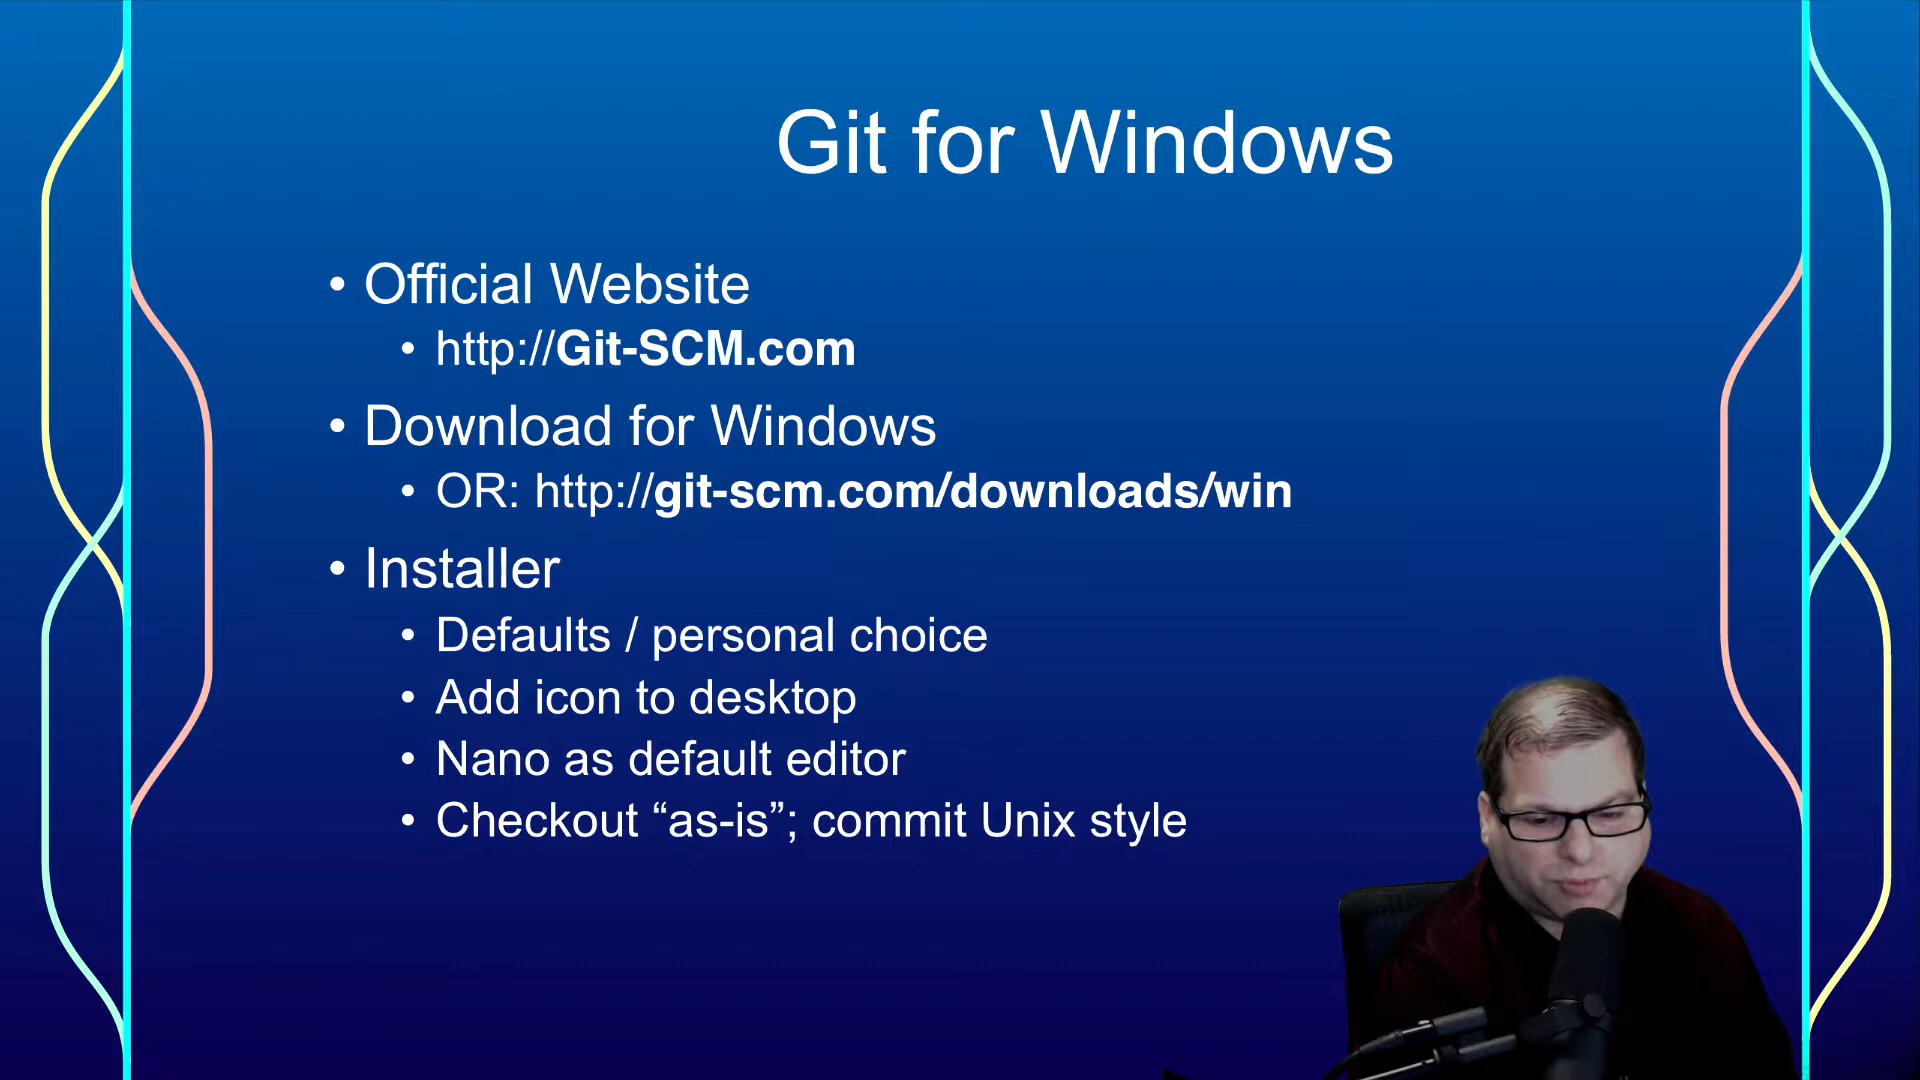 Git for Windows
• Official Website
• http://Git-SCM.com
• Download for Windows
• OR: http://git-scm.com/downloads/win
• Installer
• Defaults / personal choice
• Add icon to desktop
• Nano as default editor
• Checkout “as-is”; commit Unix style